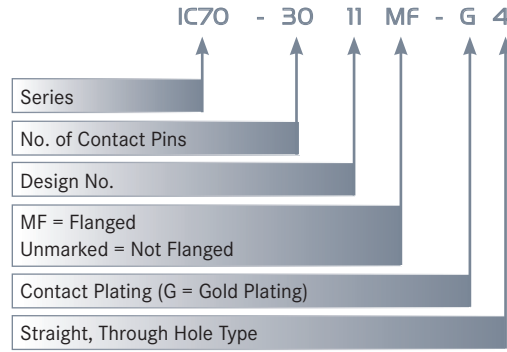 IC70 - 30 11 MF - G 4
Series
No. of Contact Pins
Design No.
MF = Flanged
Unmarked = Not Flanged
Contact Plating (G = Gold Plating)
Straight, Through Hole Type